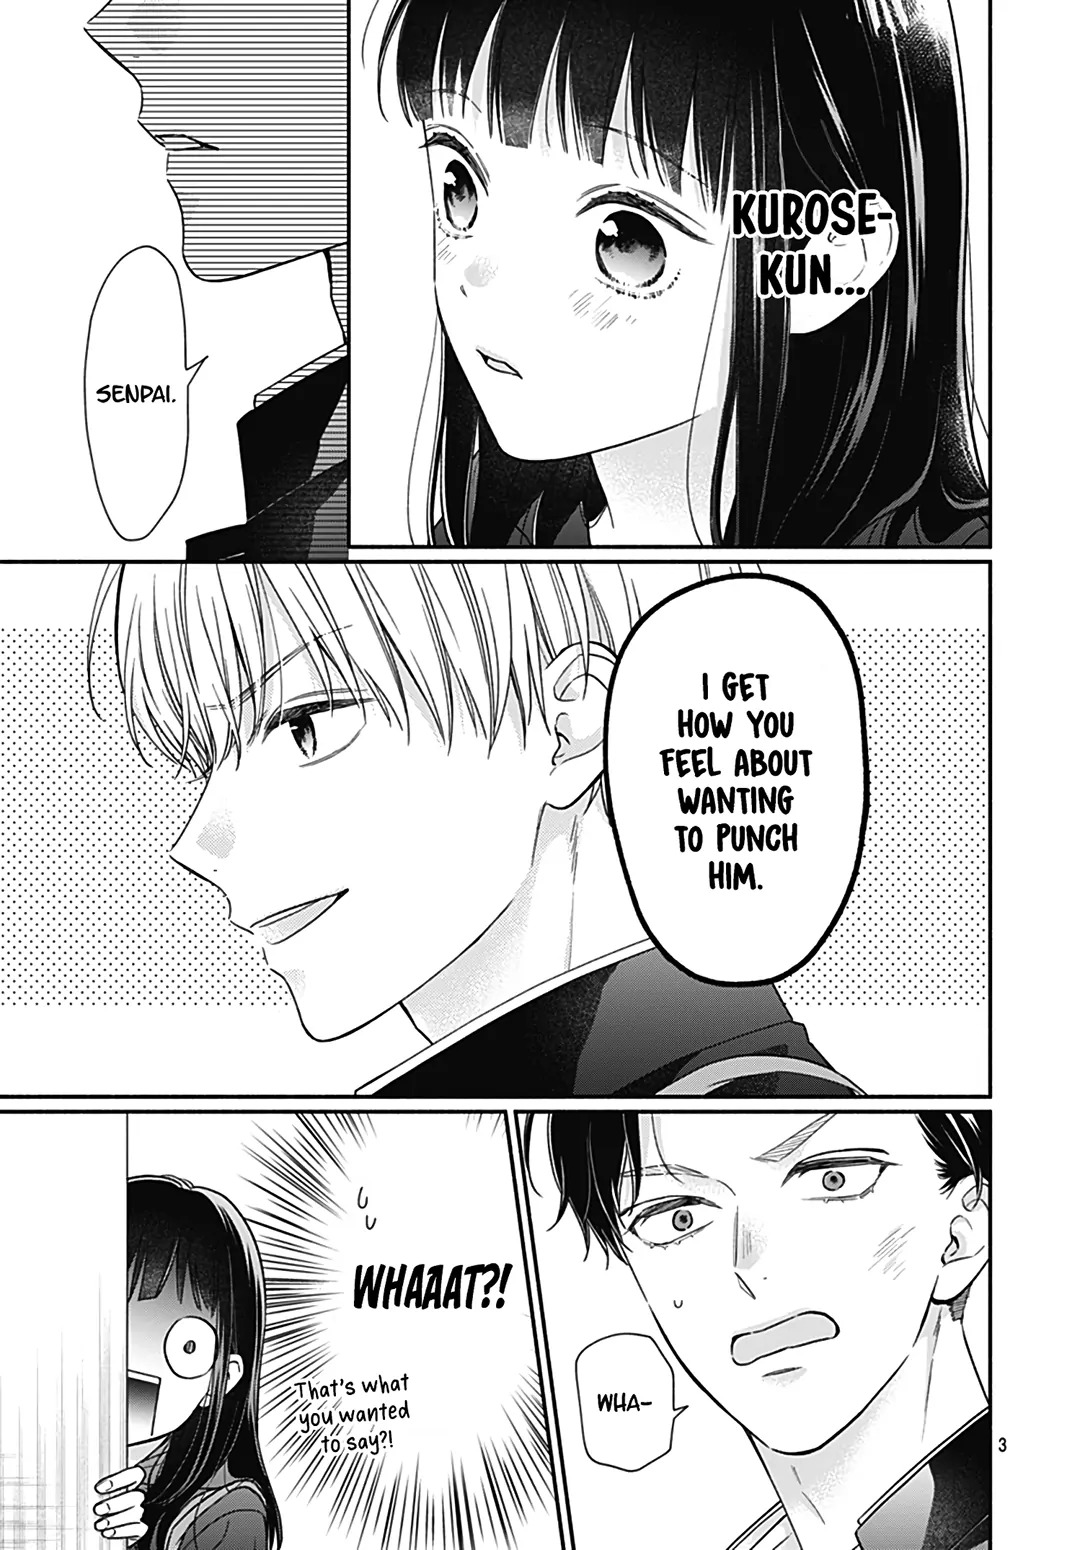 KUROSE-
KUN...
SENPAI.
I GET
HOW YOU
FEEL ABOUT
WANTING
TO PUNCH
HIM.
WHA-
WHAAAT?!
That's what
you wanted
to say?!
3